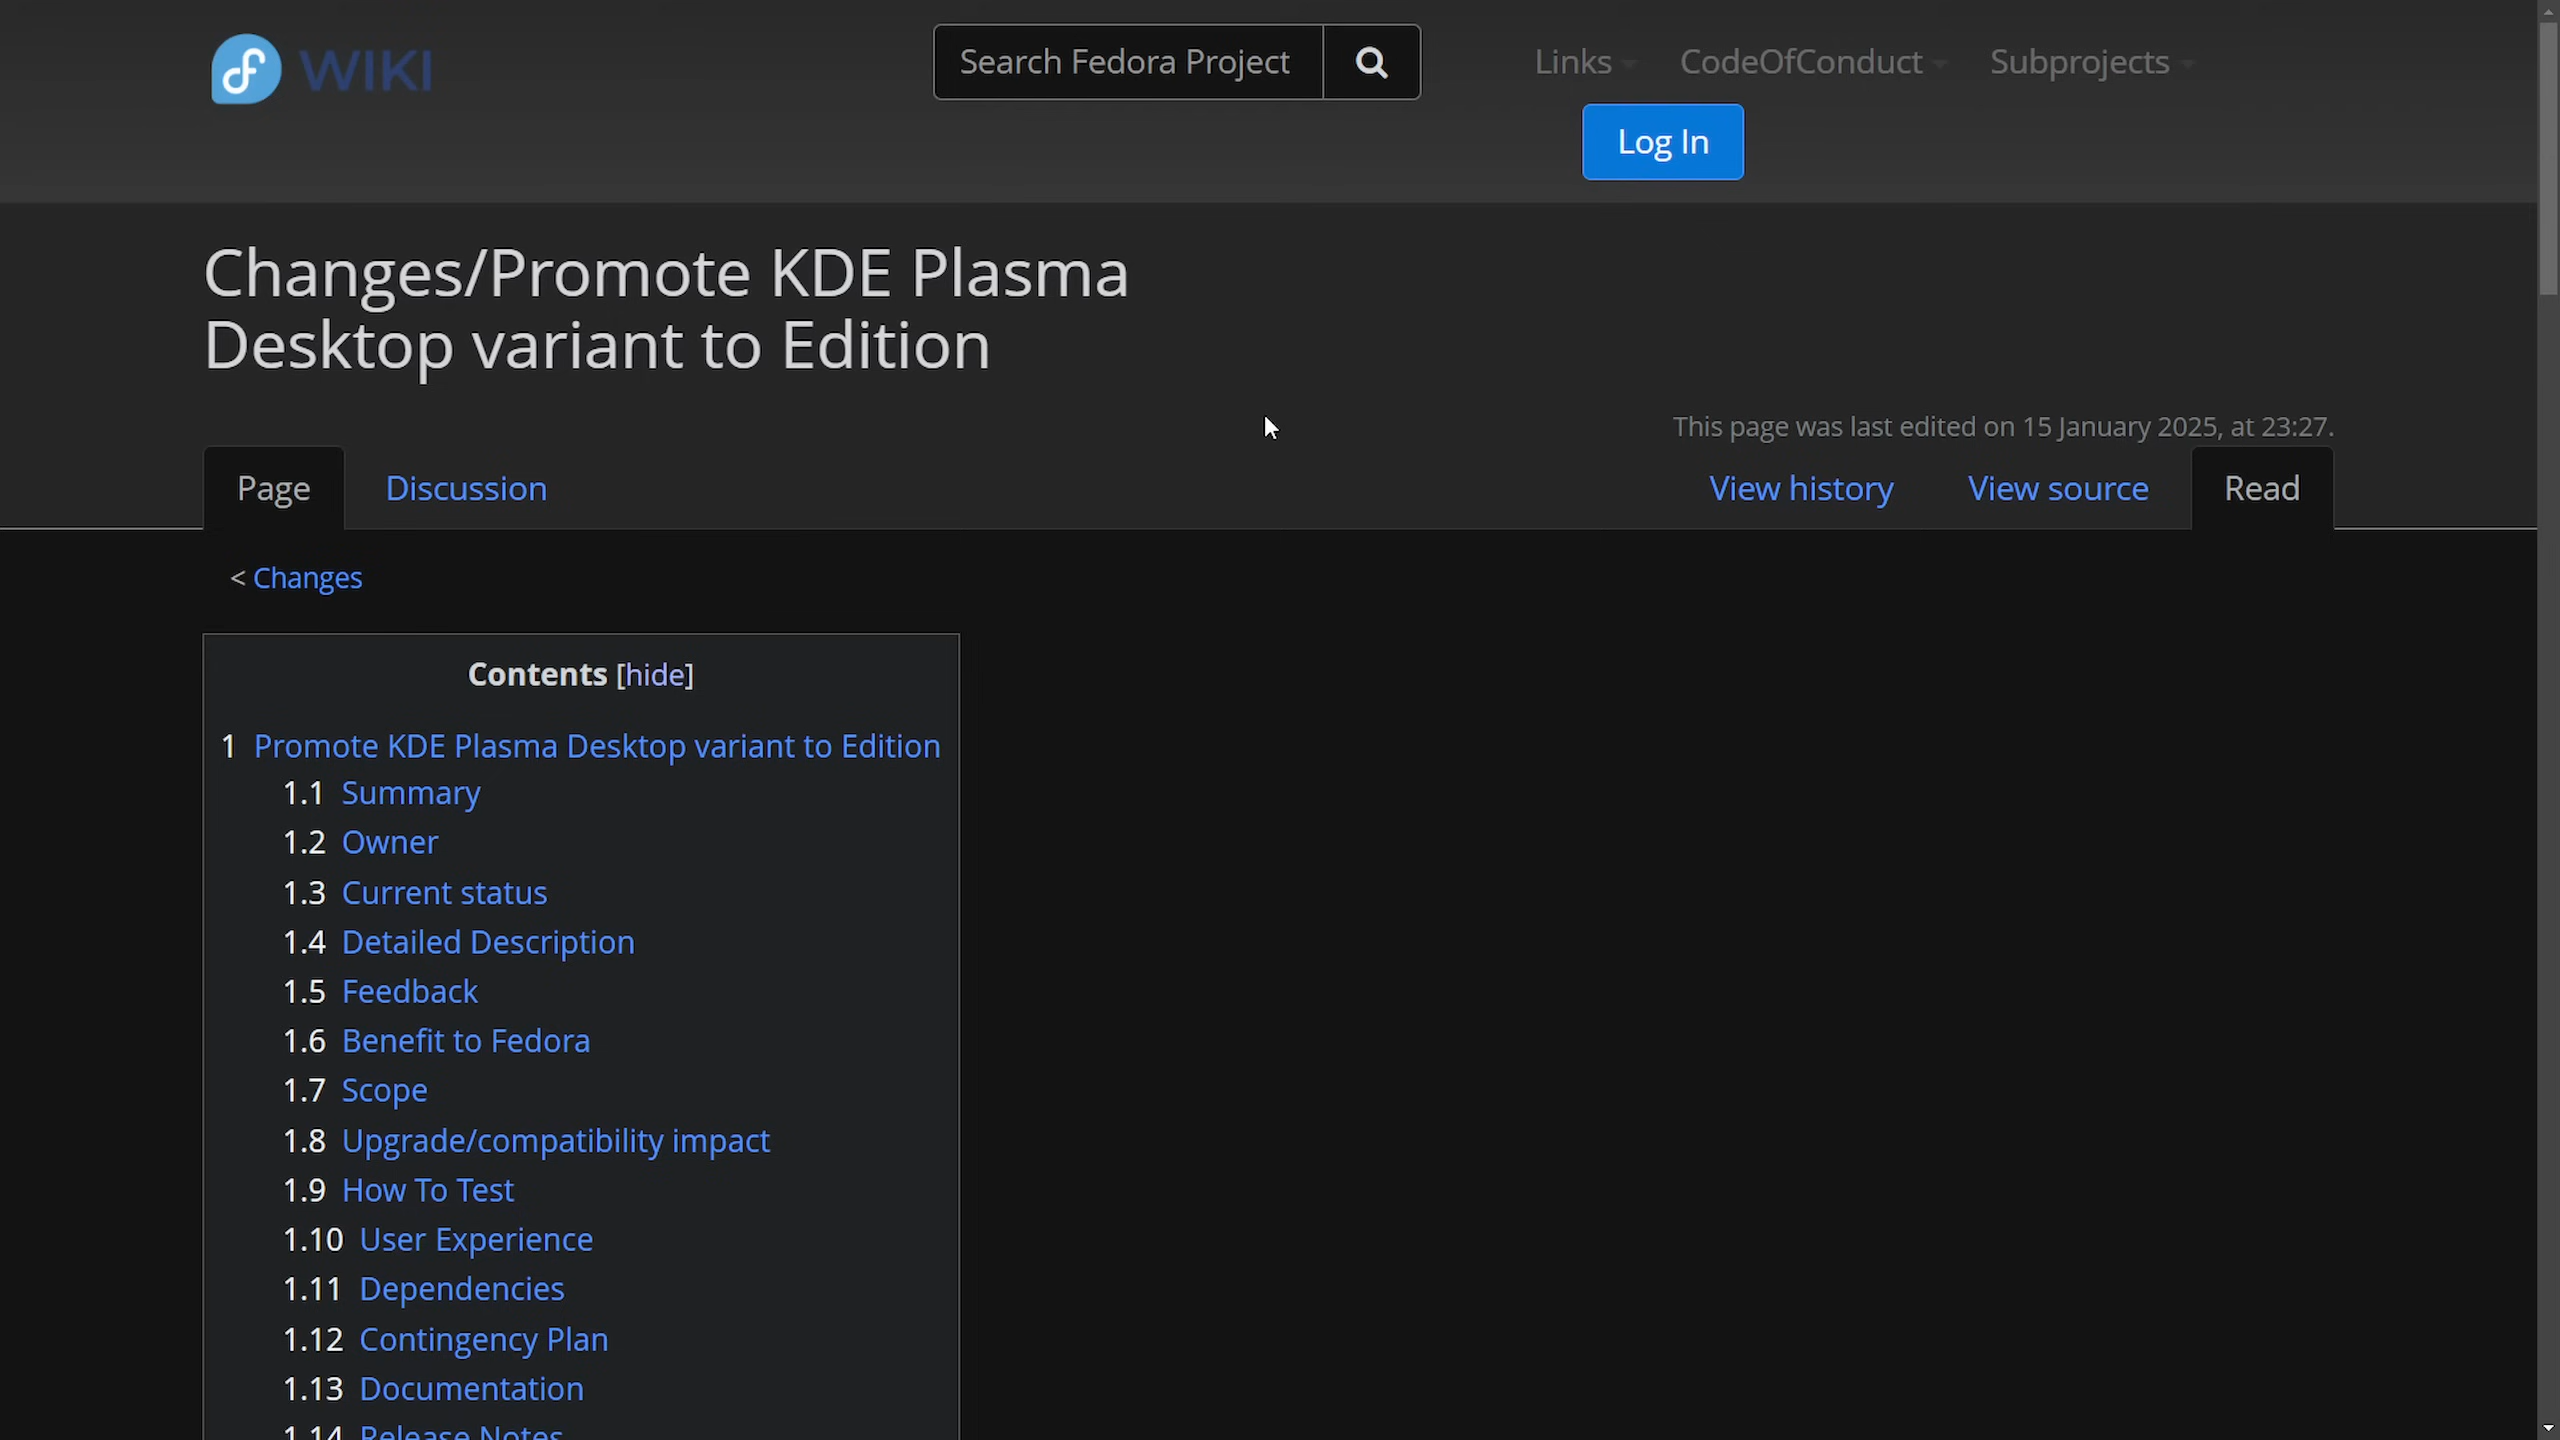 WIKI
Search Fedora Project
Links
CodeOfConduct
Subprojects
Log In
Changes/Promote KDE Plasma
Desktop variant to Edition
This page was last edited on 15 January 2025, at 23:27.
Page
Discussion
View history
View source
Read
< Changes
Contents [hide]
1 Promote KDE Plasma Desktop variant to Edition
1.1 Summary
1.2 Owner
1.3 Current status
1.4 Detailed Description
1.5 Feedback
1.6 Benefit to Fedora
1.7 Scope
1.8 Upgrade/compatibility impact
1.9 How To Test
1.10 User Experience
1.11 Dependencies
1.12 Contingency Plan
1.13 Documentation
1.14 Release Notes